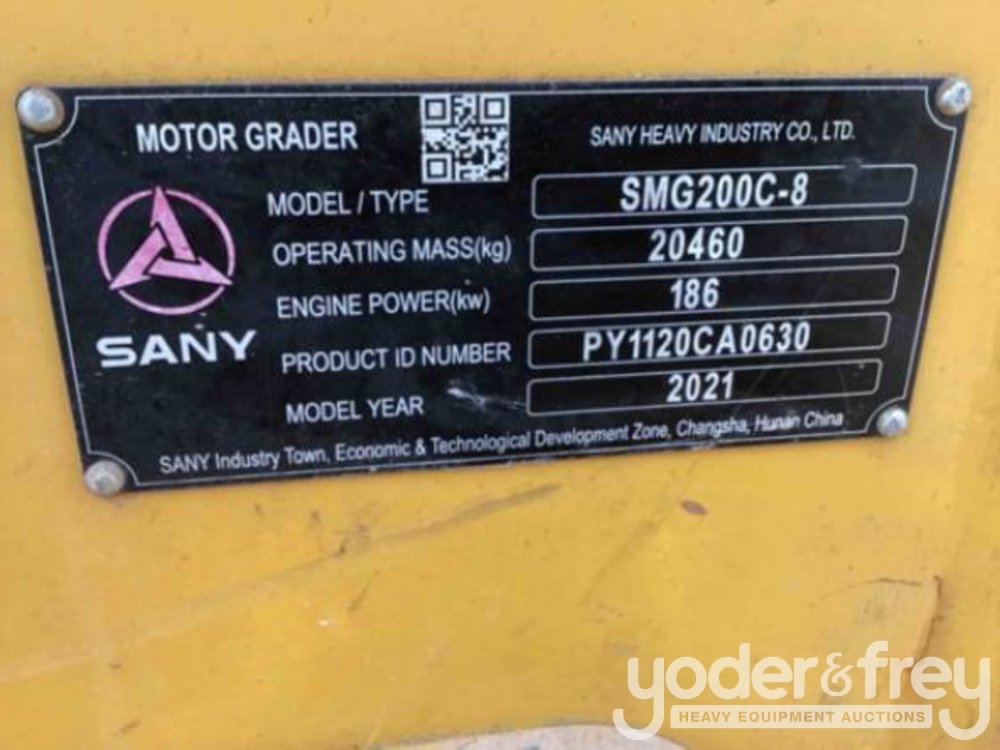 MOTOR GRADER
SANY HEAVY INDUSTRY CO., LTD.
MODEL / TYPE SMG200C-8
OPERATING MASS(kg) 20460
ENGINE POWER(kw) 186
PRODUCT ID NUMBER PY1120CA0630
MODEL YEAR 2021
SANY
SANY Industry Town, Economic & Technological Development Zone, Changsha, Hunan China
yoder&frey
HEAVY EQUIPMENT AUCTIONS